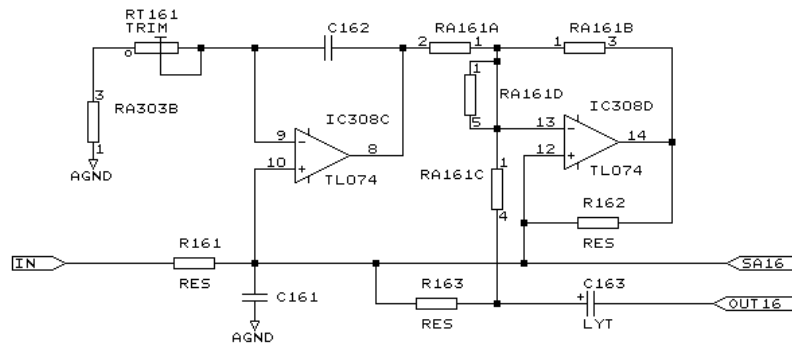 RT161
TRIM
C162
RA161A
2 1
RA161B
1 3
3
RA303B
1
AGND
1
RA161D
5
IC308C
9
8
10
TL074
IC308D
13
14
12
TL074
1
RA161C
4
R162
RES
IN
R161
RES
SA16
C161
AGND
R163
RES
+
C163
LYT
OUT16